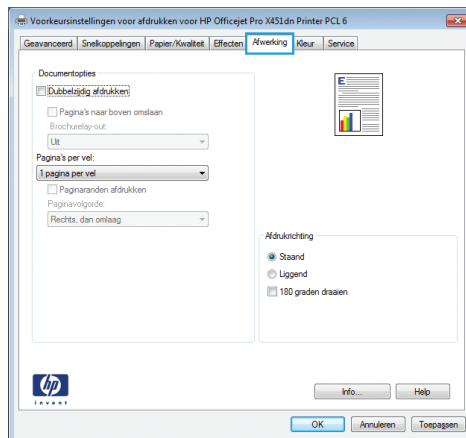 Voorkeursinstellingen voor afdrukken voor HP Officejet Pro X451dn Printer PCL 6
Geavanceerd Snelkoppelingen Papier/Kwaliteit Effecten Afwerking Kleur Service
Documentopties
Dubbelzijdig afdrukken
Pagina's naar boven omslaan
Brochurelay-out:
Uit
Pagina's per vel:
1 pagina per vel
Paginaranden afdrukken
Paginavolgorde:
Rechts, dan omlaag
E
Afdrukrichting
Staand
Liggend
180 graden draaien
hp
invent
Info...
Help
OK
Annuleren
Toepassen